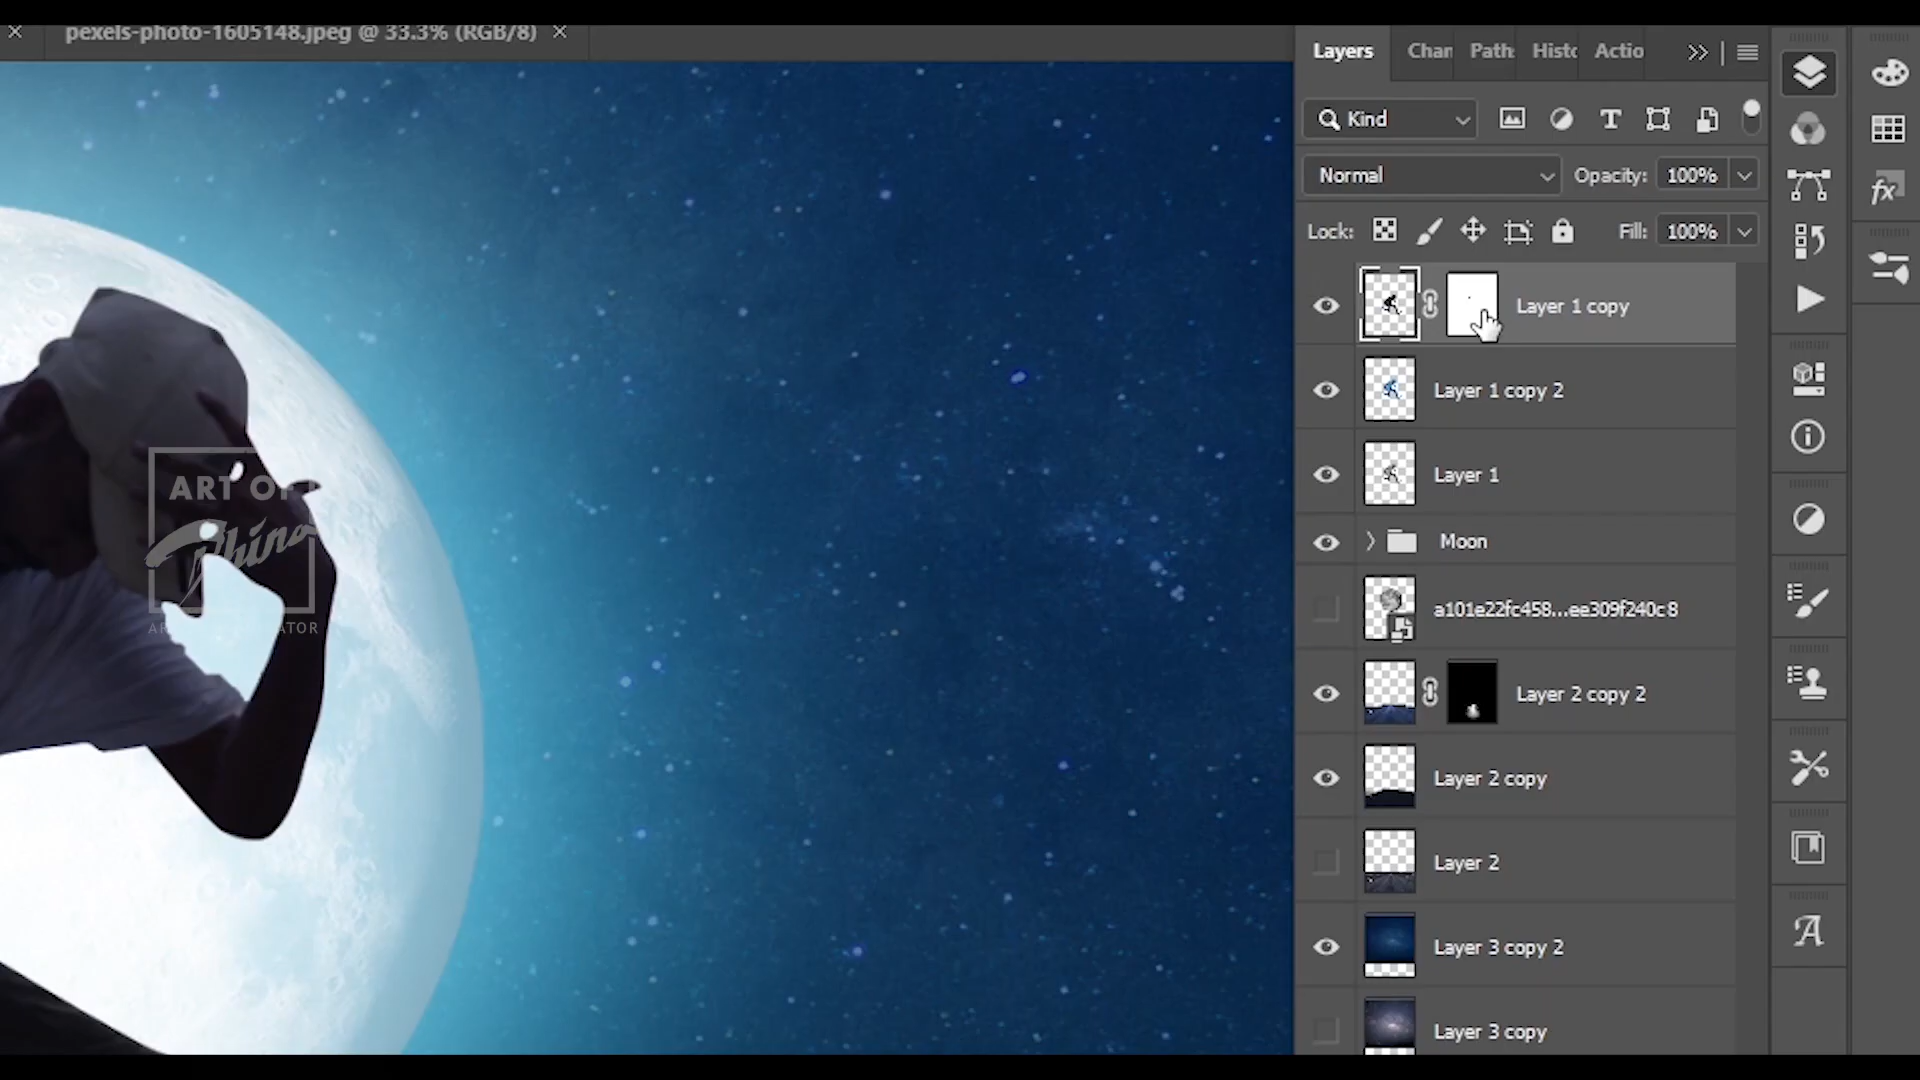 pexels-photo-1605148.jpeg @ 33.3% (RGB/8)
Layers Chan Path Histo Actio
Kind
Normal Opacity: 100%
Lock: Fill: 100%
Layer 1 copy
Layer 1 copy 2
Layer 1
Moon
a101e22fc458...ee309f240c8
Layer 2 copy 2
Layer 2 copy
Layer 2
Layer 3 copy 2
Layer 3 copy
ART OF